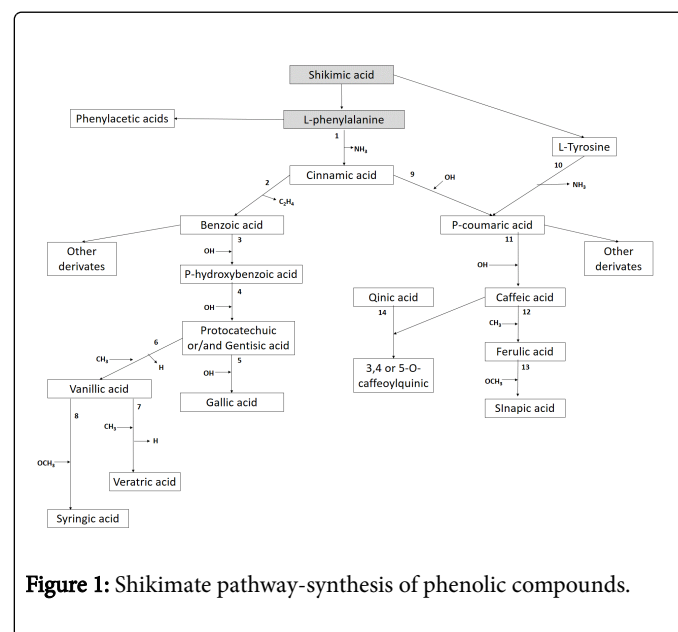 Shikimic acid
Phenylacetic acids
L-phenylalanine
1
NH₃
L-Tyrosine
10
NH₃
Cinnamic acid
9
OH
2
C₂H₄
Benzoic acid
P-coumaric acid
3
11
Other
derivates
OH
Other
derivates
OH
P-hydroxybenzoic acid
4
OH
Qinic acid
14
Caffeic acid
12
CH₃
Protocatechuic
or/and Gentisic acid
6
CH₃
H
5
OH
Ferulic acid
13
OCH₃
3,4 or 5-O-
caffeoylquinic
Vanillic acid
8
7
Gallic acid
SInapic acid
CH₃
H
OCH₃
Veratric acid
Syringic acid
Figure 1: Shikimate pathway-synthesis of phenolic compounds.